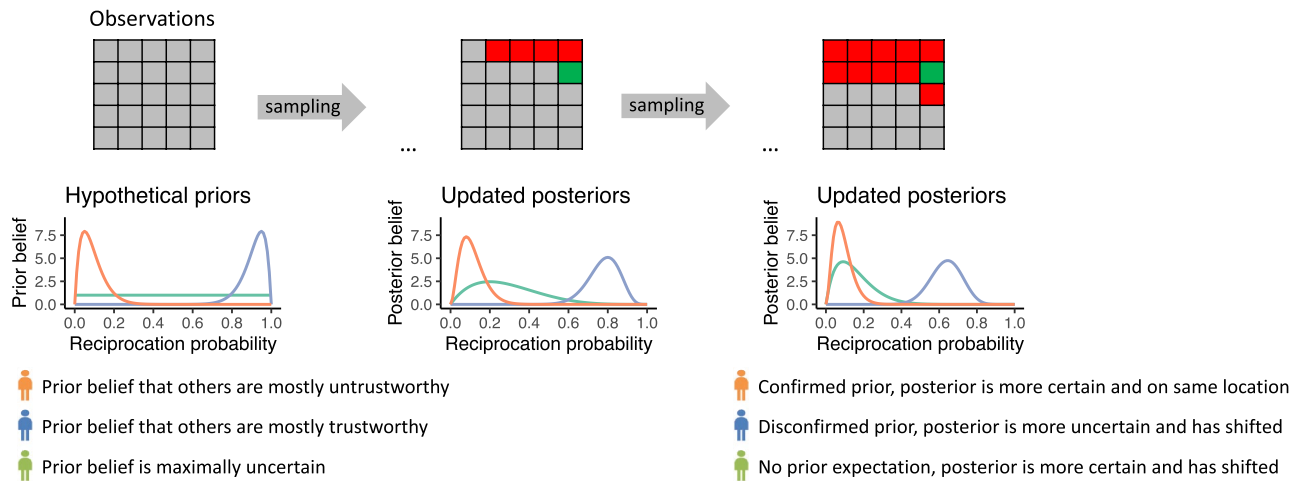 Observations
sampling
...
sampling
...
Hypothetical priors
Prior belief
7.5
5.0
2.5
0.0
0.0 0.2 0.4 0.6 0.8 1.0
Reciprocation probability
Updated posteriors
Posterior belief
7.5
5.0
2.5
0.0
0.0 0.2 0.4 0.6 0.8 1.0
Reciprocation probability
Updated posteriors
Posterior belief
7.5
5.0
2.5
0.0
0.0 0.2 0.4 0.6 0.8 1.0
Reciprocation probability
Prior belief that others are mostly untrustworthy
Prior belief that others are mostly trustworthy
Prior belief is maximally uncertain
Confirmed prior, posterior is more certain and on same location
Disconfirmed prior, posterior is more uncertain and has shifted
No prior expectation, posterior is more certain and has shifted